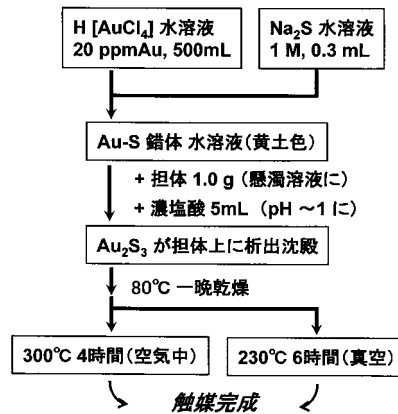 H [AuCl₄] 水溶液
20 ppmAu, 500mL
Na₂S 水溶液
1 M, 0.3 mL
Au-S 錯体 水溶液(黄土色)
+ 担体 1.0 g (懸濁溶液に)
+ 濃塩酸 5mL (pH ~1 に)
Au₂S₃ が担体上に析出沈殿
80℃ 一晩乾燥
300℃ 4時間(空気中)
230℃ 6時間(真空)
触媒完成